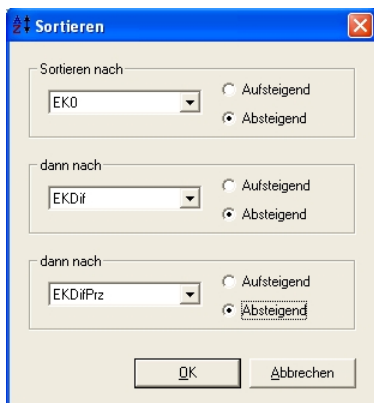 Sortieren
Sortieren nach
EK0
Aufsteigend
Absteigend
dann nach
EKDif
Aufsteigend
Absteigend
dann nach
EKDifPrz
Aufsteigend
Absteigend
OK
Abbrechen